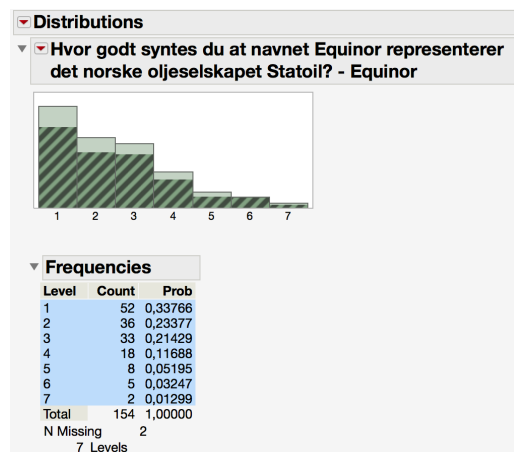 Distributions
Hvor godt syntes du at navnet Equinor representerer
det norske oljeselskapet Statoil? - Equinor
1 2 3 4 5 6 7
Frequencies
Level Count Prob
1 52 0,33766
2 36 0,23377
3 33 0,21429
4 18 0,11688
5 8 0,05195
6 5 0,03247
7 2 0,01299
Total 154 1,00000
N Missing 2
7 Levels